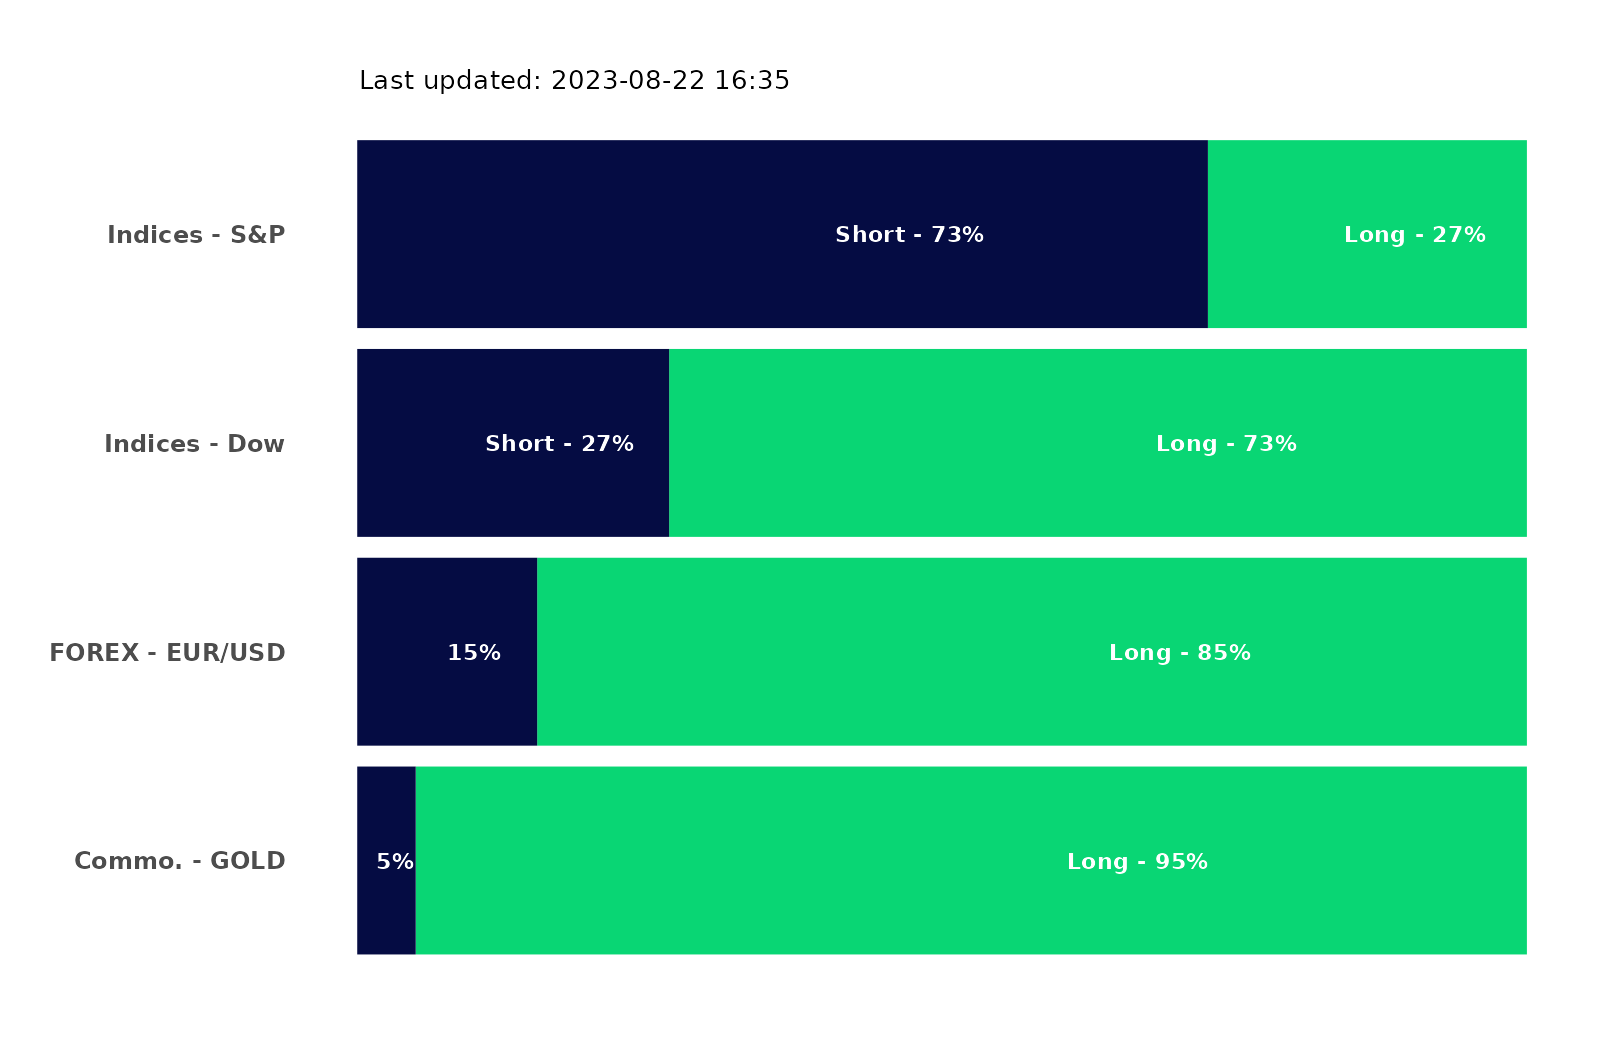 Last updated: 2023-08-22 16:35
Indices - S&P
Short - 73%
Long - 27%
Indices - Dow
Short - 27%
Long - 73%
FOREX - EUR/USD
15%
Long - 85%
Commo. - GOLD
5%
Long - 95%